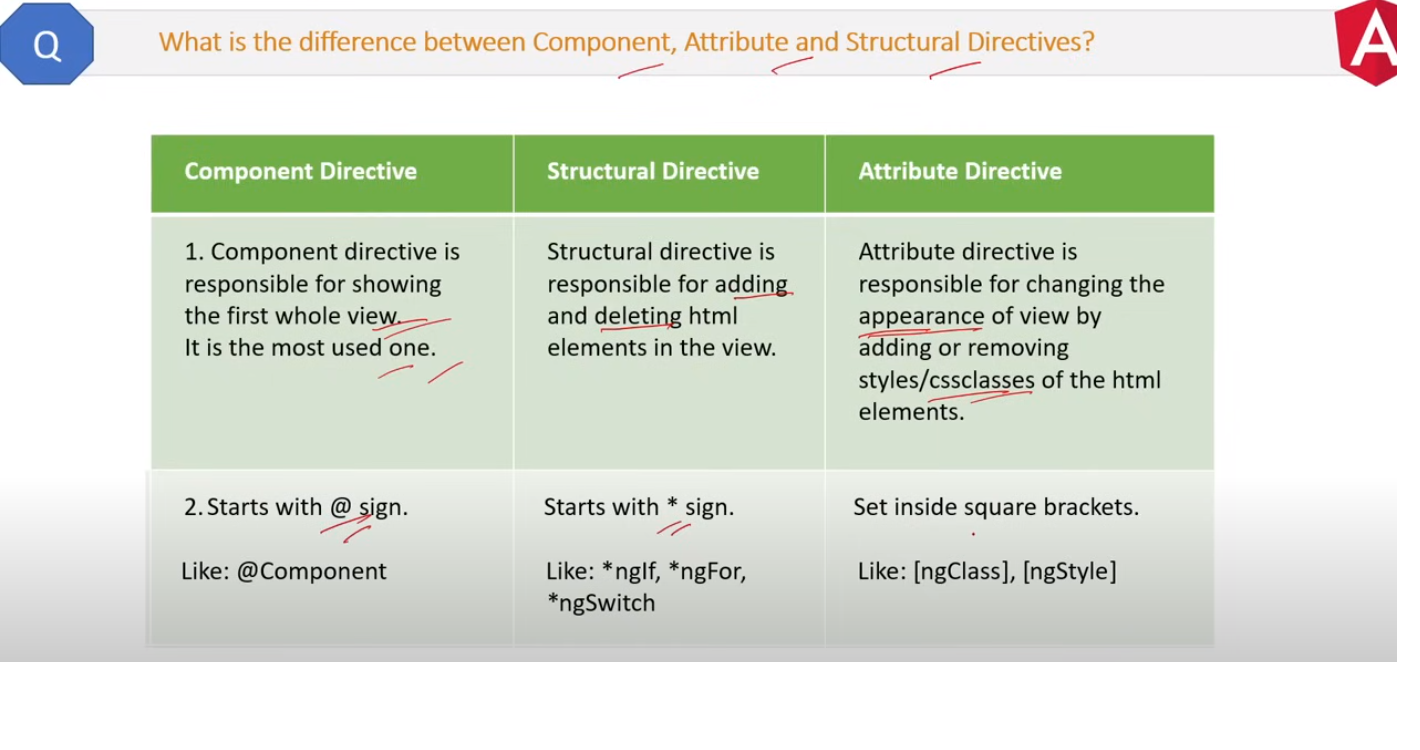 Q
What is the difference between Component, Attribute and Structural Directives?
A
Component Directive
Structural Directive
Attribute Directive
1. Component directive is
responsible for showing
the first whole view.
It is the most used one.
Structural directive is
responsible for adding
and deleting html
elements in the view.
Attribute directive is
responsible for changing the
appearance of view by
adding or removing
styles/cssclasses of the html
elements.
2. Starts with @ sign.
Like: @Component
Starts with * sign.
Like: *ngIf, *ngFor,
*ngSwitch
Set inside square brackets.
Like: [ngClass], [ngStyle]